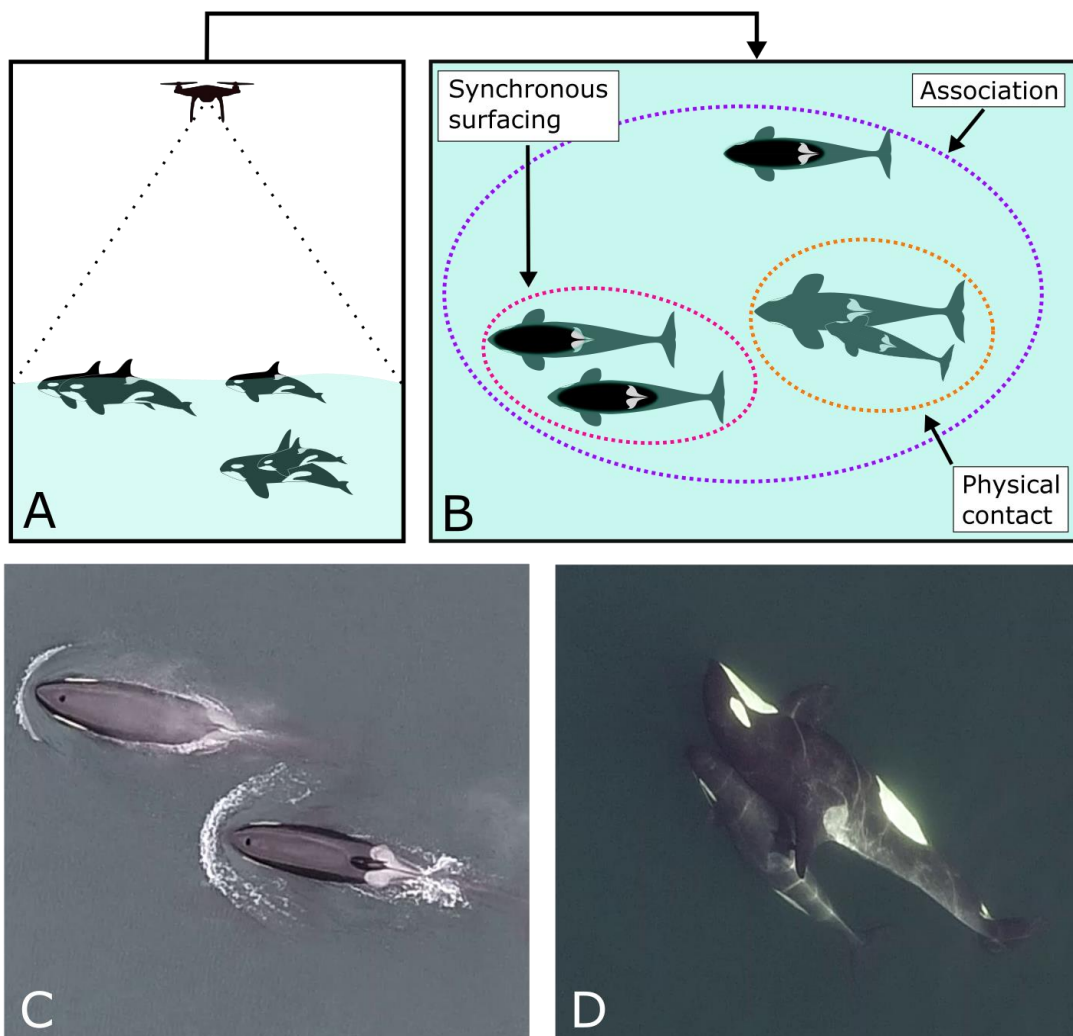 Synchronous
surfacing
Association
A
B
Physical
contact
C
D